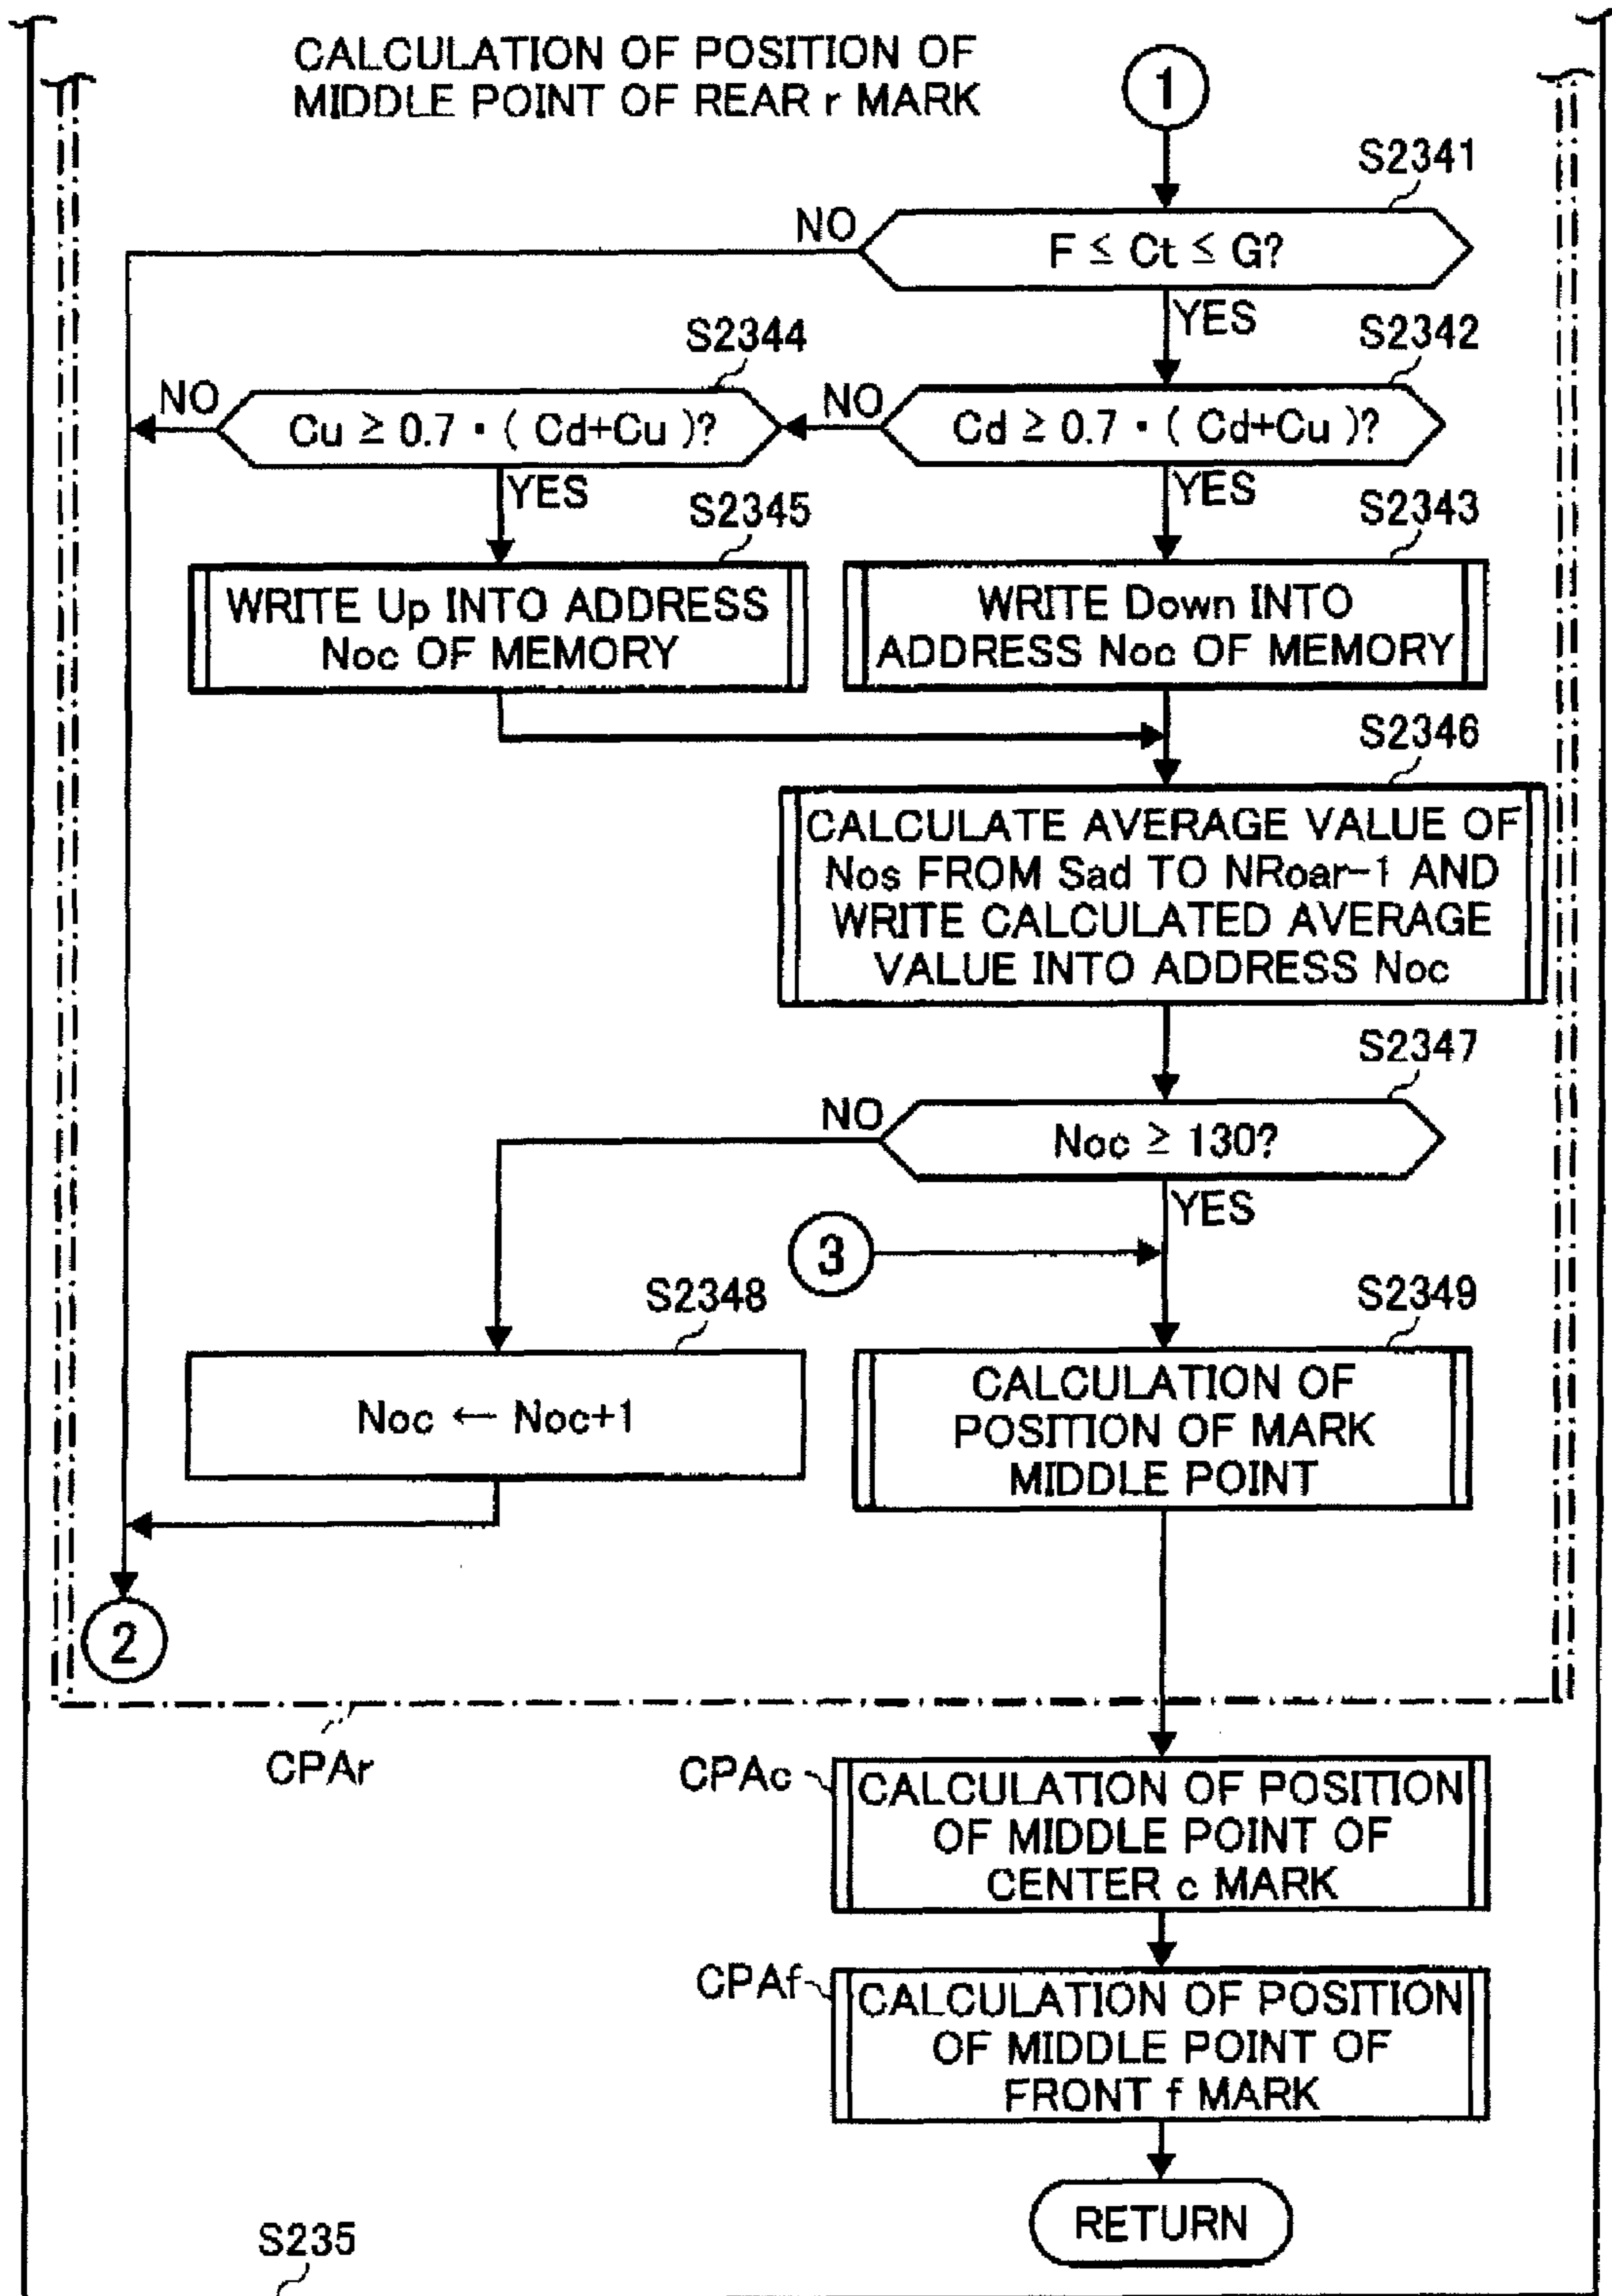 CALCULATION OF POSITION OF
MIDDLE POINT OF REAR r MARK
1
S2341
F ≦ Ct ≦ G?
NO
YES
S2344
S2342
NO
Cu ≧ 0.7・( Cd+Cu )?
NO
Cd ≧ 0.7・( Cd+Cu )?
YES
YES
S2345
S2343
WRITE Up INTO ADDRESS
Noc OF MEMORY
WRITE Down INTO
ADDRESS Noc OF MEMORY
S2346
CALCULATE AVERAGE VALUE OF
Nos FROM Sad TO NRoar-1 AND
WRITE CALCULATED AVERAGE
VALUE INTO ADDRESS Noc
S2347
NO
Noc ≧ 130?
YES
3
S2348
S2349
Noc ← Noc+1
CALCULATION OF
POSITION OF MARK
MIDDLE POINT
2
CPAr
CPAc
CALCULATION OF POSITION
OF MIDDLE POINT OF
CENTER c MARK
CPAf
CALCULATION OF POSITION
OF MIDDLE POINT OF
FRONT f MARK
RETURN
S235